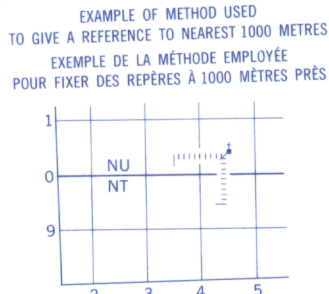 EXAMPLE OF METHOD USED
TO GIVE A REFERENCE TO NEAREST 1000 METRES
EXEMPLE DE LA MÉTHODE EMPLOYÉE
POUR FIXER DES REPÈRES À 1000 MÈTRES PRÈS
1
NU
0
NT
9
2 3 4 5